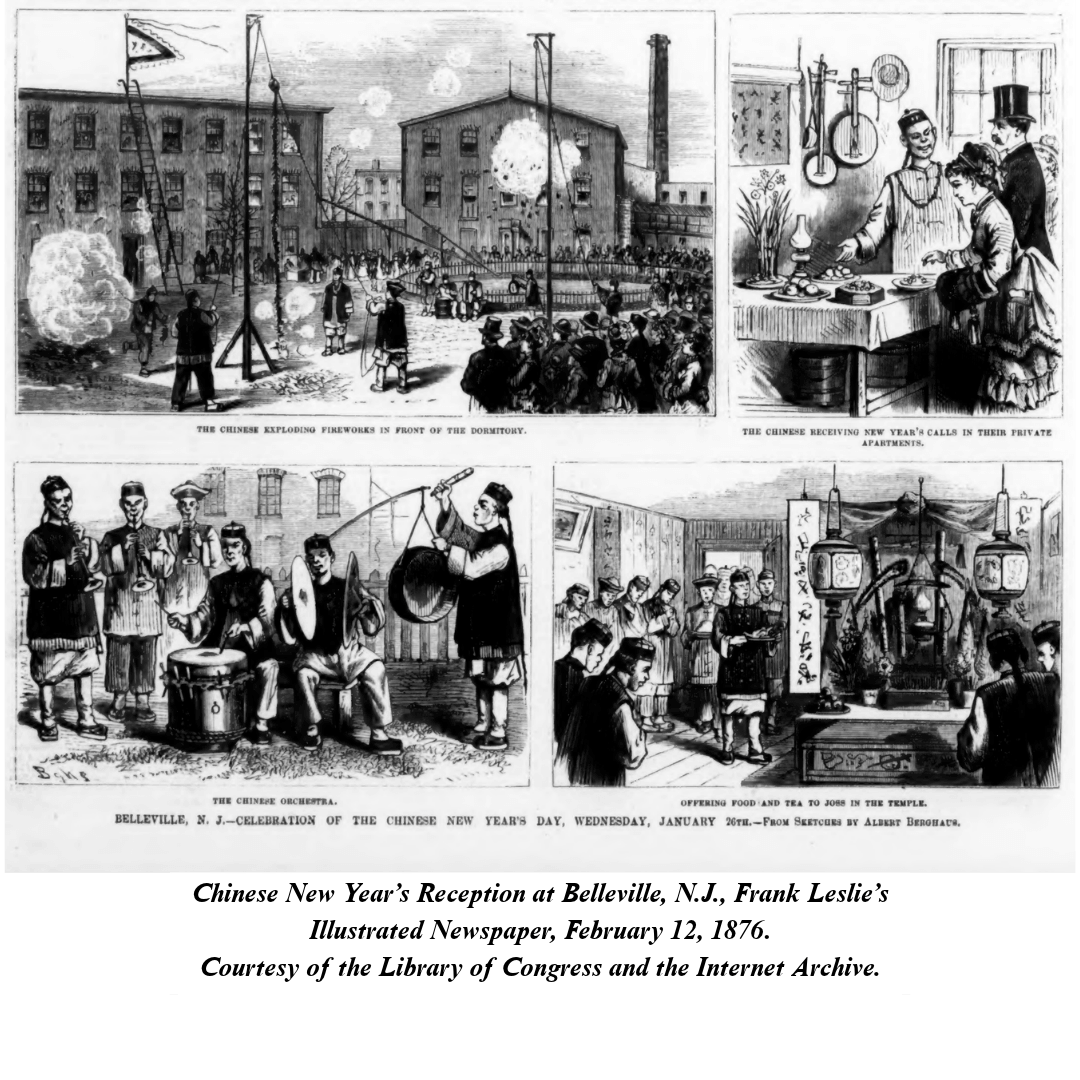 THE CHINESE EXPLODING FIREWORKS IN FRONT OF THE DORMITORY.
THE CHINESE RECEIVING NEW YEAR'S CALLS IN THEIR PRIVATE
APARTMENTS.
THE CHINESE ORCHESTRA.
OFFERING FOOD AND TEA TO JOSS IN THE TEMPLE.
BELLEVILLE, N. J.—CELEBRATION OF THE CHINESE NEW YEAR'S DAY, WEDNESDAY, JANUARY 26TH.—FROM SKETCHES BY ALBERT BERGHAUS.
Chinese New Year's Reception at Belleville, N.J., Frank Leslie's
Illustrated Newspaper, February 12, 1876.
Courtesy of the Library of Congress and the Internet Archive.